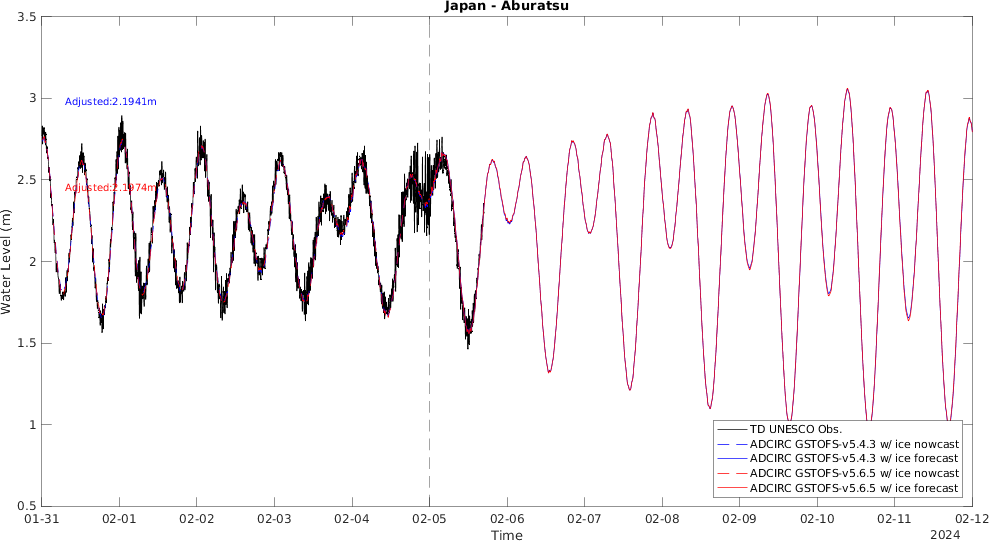 Japan - Aburatsu
3.5
3
2.5
2
1.5
1
0.5
Water Level (m)
Adjusted:2.1941m
Adjusted:2.1974m
TD UNESCO Obs.
ADCIRC GSTOFS-v5.4.3 w/ ice nowcast
ADCIRC GSTOFS-v5.4.3 w/ ice forecast
ADCIRC GSTOFS-v5.6.5 w/ ice nowcast
ADCIRC GSTOFS-v5.6.5 w/ ice forecast
01-31 02-01 02-02 02-03 02-04 02-05 02-06 02-07 02-08 02-09 02-10 02-11 02-12
Time
2024